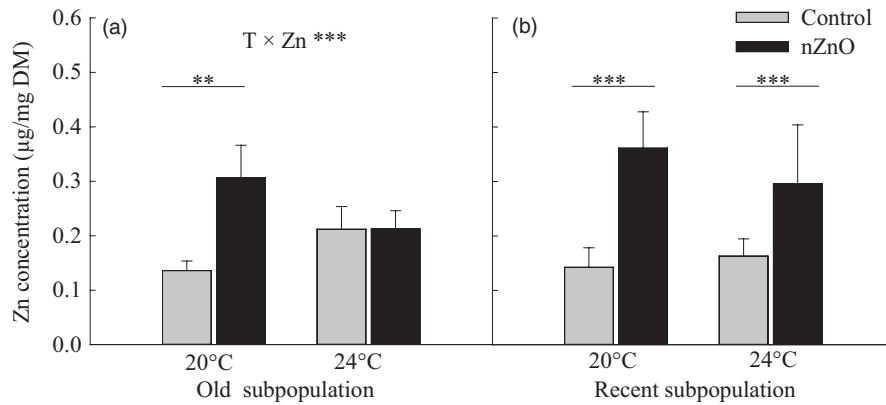 (a)
T × Zn ***
**
(b)
Control
nZnO
***
***
Zn concentration (µg/mg DM)
0.6
0.5
0.4
0.3
0.2
0.1
0.0
20°C
24°C
20°C
24°C
Old subpopulation
Recent subpopulation